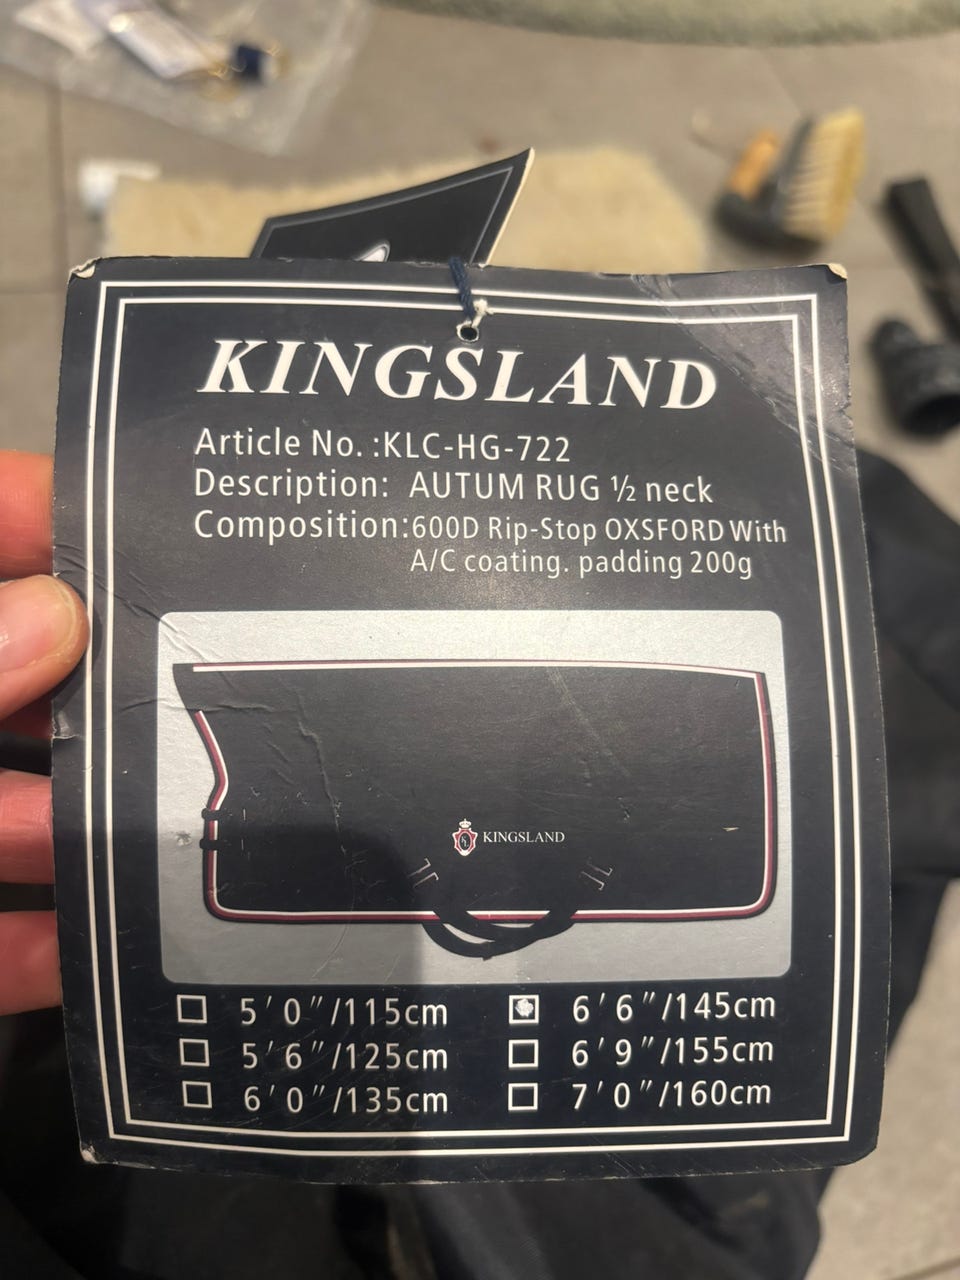 KINGSLAND
Article No. :KLC-HG-722
Description: AUTUM RUG ½ neck
Composition:600D Rip-Stop OXSFORD With
A/C coating. padding 200g
KINGSLAND
5'0"/115cm
5'6"/125cm
6'0"/135cm
6'6"/145cm
6'9"/155cm
7'0"/160cm